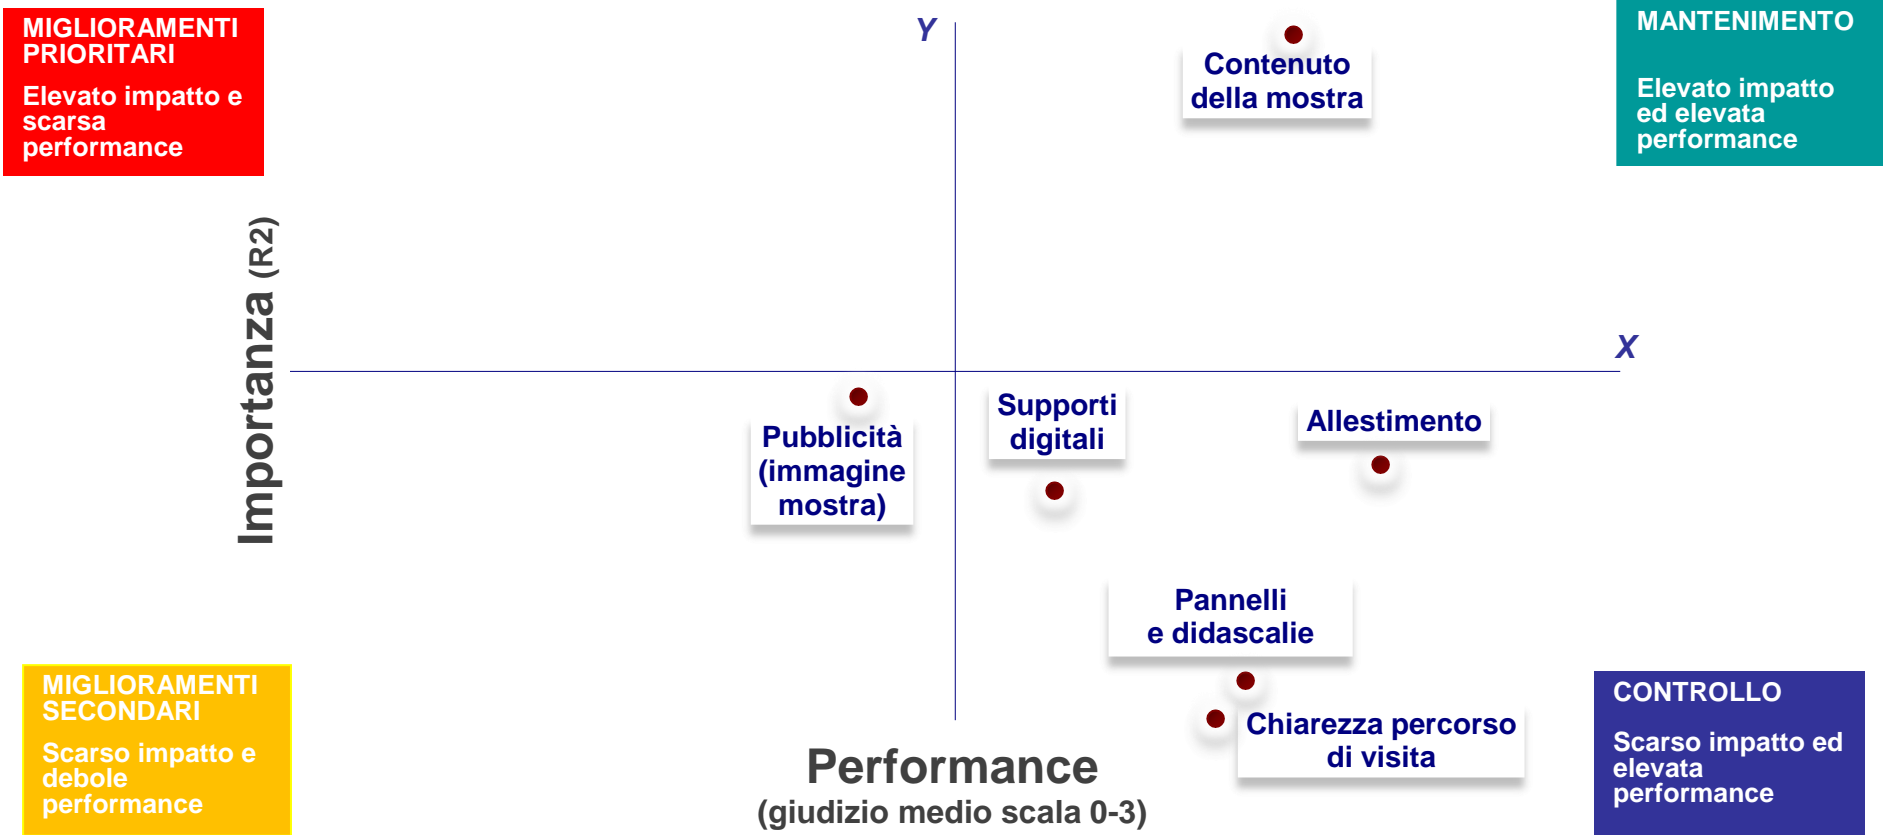 MIGLIORAMENTI
PRIORITARI
Elevato impatto e
scarsa
performance
Y
Contenuto
della mostra
MANTENIMENTO
Elevato impatto
ed elevata
performance
Importanza (R2)
X
Pubblicità
(immagine
mostra)
Supporti
digitali
Allestimento
Pannelli
e didascalie
Chiarezza percorso
di visita
MIGLIORAMENTI
SECONDARI
Scarso impatto e
debole
performance
Performance
(giudizio medio scala 0-3)
CONTROLLO
Scarso impatto ed
elevata
performance